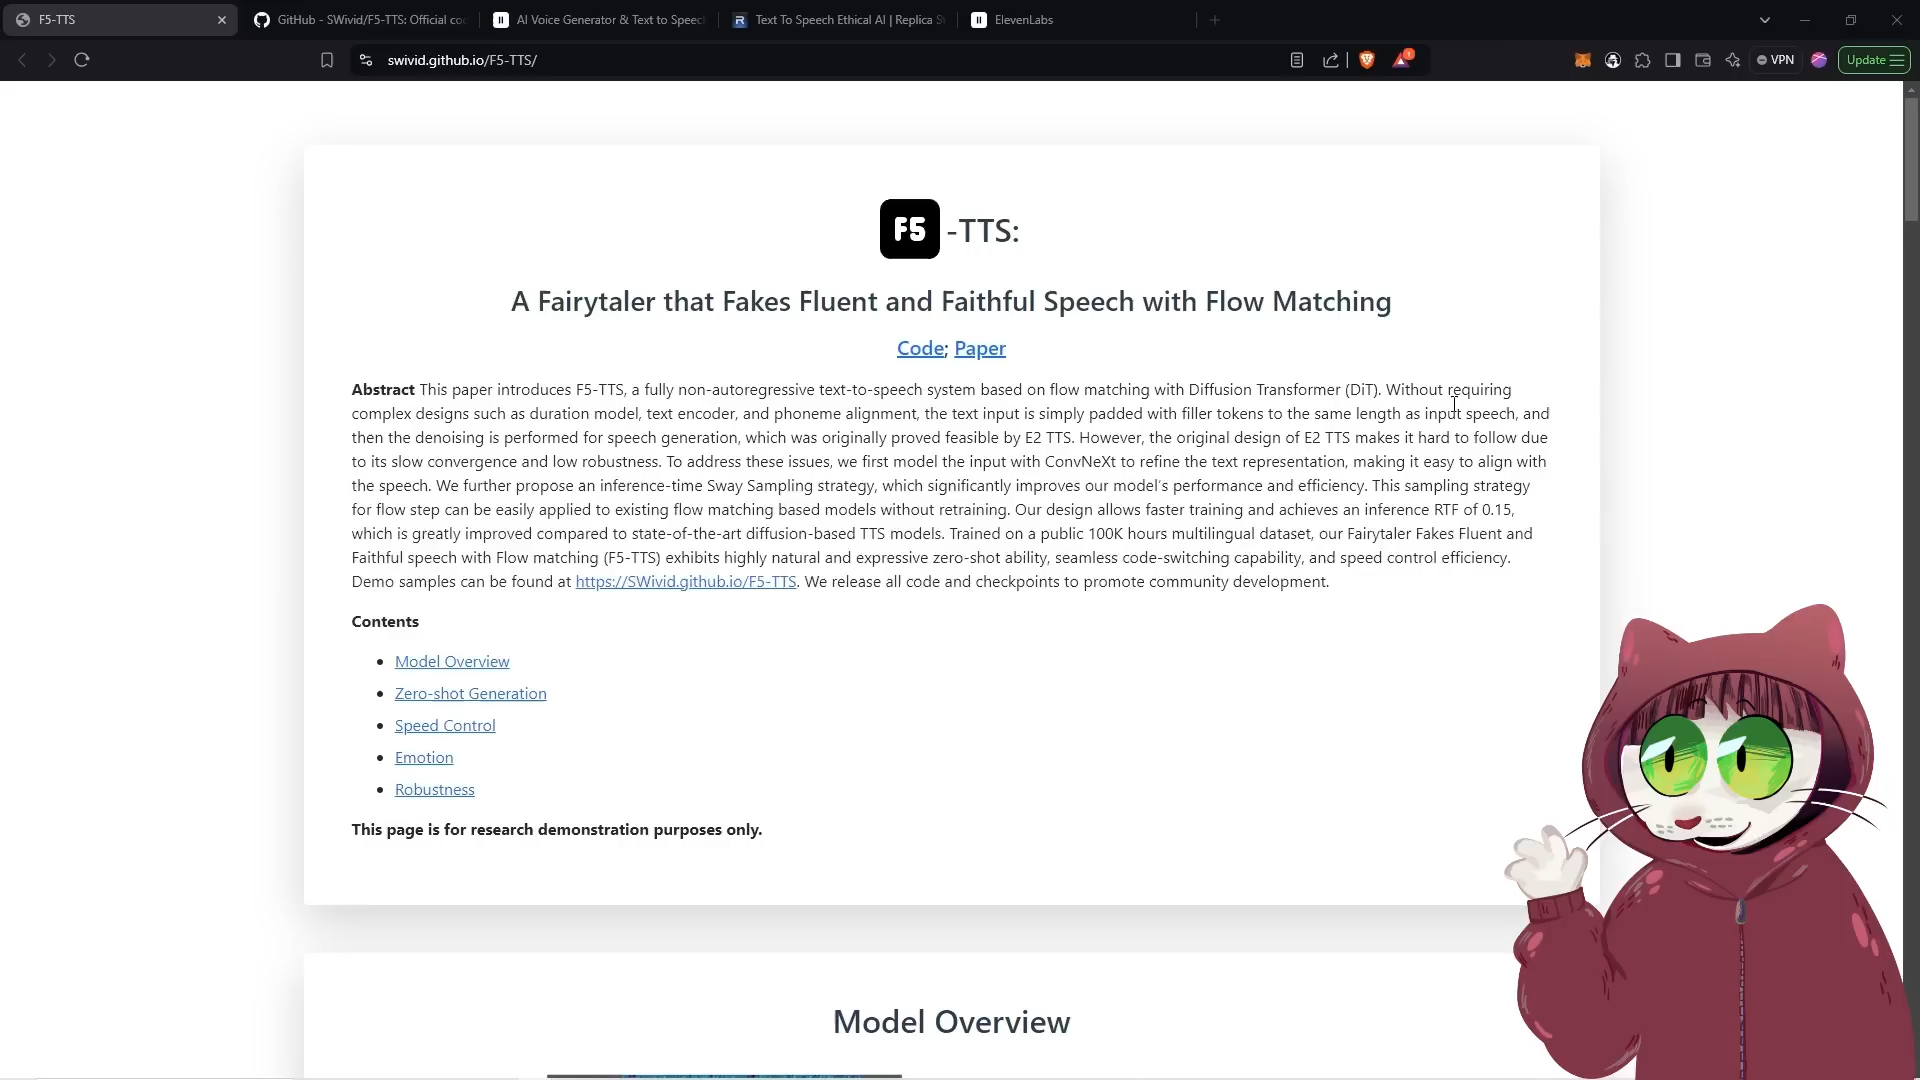 F5-TTS
GitHub - SWivid/F5-TTS: Official co
AI Voice Generator & Text to Speec
Text To Speech Ethical AI | Replica S
ElevenLabs
swivid.github.io/F5-TTS/
1
VPN
Update
F5 -TTS:
A Fairytaler that Fakes Fluent and Faithful Speech with Flow Matching
Code; Paper
Abstract This paper introduces F5-TTS, a fully non-autoregressive text-to-speech system based on flow matching with Diffusion Transformer (DiT). Without requiring
complex designs such as duration model, text encoder, and phoneme alignment, the text input is simply padded with filler tokens to the same length as input speech, and
then the denoising is performed for speech generation, which was originally proved feasible by E2 TTS. However, the original design of E2 TTS makes it hard to follow due
to its slow convergence and low robustness. To address these issues, we first model the input with ConvNeXt to refine the text representation, making it easy to align with
the speech. We further propose an inference-time Sway Sampling strategy, which significantly improves our model's performance and efficiency. This sampling strategy
for flow step can be easily applied to existing flow matching based models without retraining. Our design allows faster training and achieves an inference RTF of 0.15,
which is greatly improved compared to state-of-the-art diffusion-based TTS models. Trained on a public 100K hours multilingual dataset, our Fairytaler Fakes Fluent and
Faithful speech with Flow matching (F5-TTS) exhibits highly natural and expressive zero-shot ability, seamless code-switching capability, and speed control efficiency.
Demo samples can be found at https://SWivid.github.io/F5-TTS. We release all code and checkpoints to promote community development.
Contents
Model Overview
Zero-shot Generation
Speed Control
Emotion
Robustness
This page is for research demonstration purposes only.
Model Overview